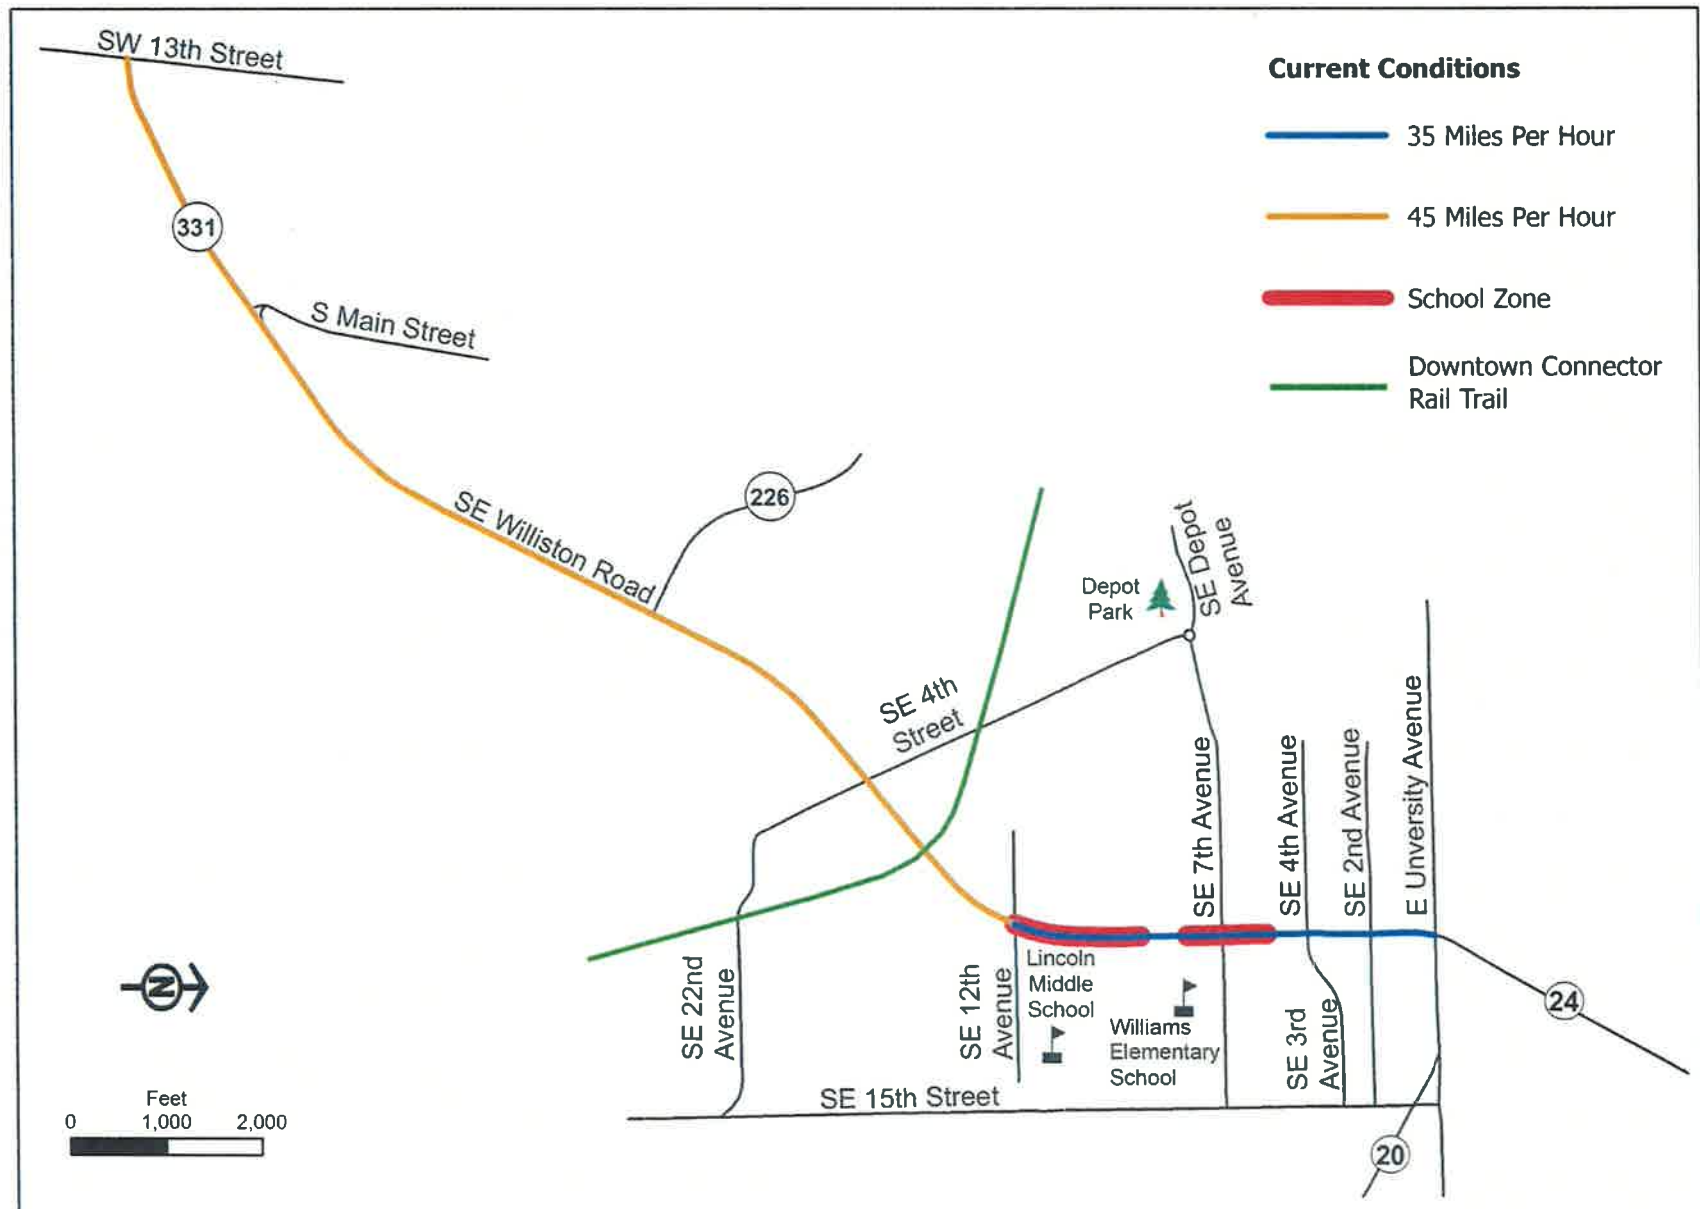 SW 13th Street
331
S Main Street
SE Williston Road
226
Current Conditions
35 Miles Per Hour
45 Miles Per Hour
School Zone
Downtown Connector
Rail Trail
Depot
Park
SE Depot
Avenue
SE 4th
Street
SE 7th Avenue
SE 4th Avenue
SE 2nd Avenue
E Unversity Avenue
SE 22nd
Avenue
SE 12th
Avenue
Lincoln
Middle
School
Williams
Elementary
School
SE 3rd
Avenue
24
20
SE 15th Street
N
Feet
0 1,000 2,000